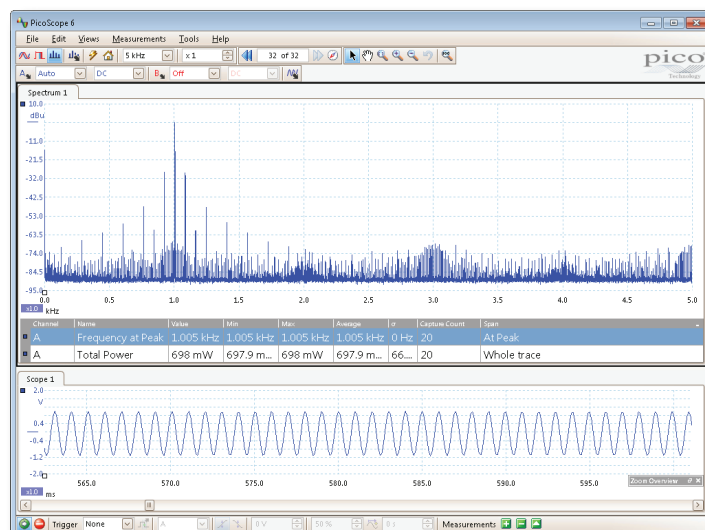 PicoScope 6
File Edit Views Measurements Tools Help
5 kHz x 1 32 of 32
pico
Technology
A Auto DC B Off DC
Spectrum 1
10.0
dBu
-11.0
-21.5
-32.0
-42.5
-53.0
-63.5
-74.0
-84.5
-95.0
0.0 0.5 1.0 1.5 2.0 2.5 3.0 3.5 4.0 4.5 5.0
x1.0 kHz
Channel Name Value Min Max Average σ Capture Count Span
A Frequency at Peak 1.005 kHz 1.005 kHz 1.005 kHz 1.005 kHz 0 Hz 20 At Peak
A Total Power 698 mW 697.9 m... 698 mW 697.9 m... 66.... 20 Whole trace
Scope 1
2.0
V
0.4
-0.4
-1.2
-2.0
565.0 570.0 575.0 580.0 585.0 590.0 595.0
Zoom Overview
x1.0 ms
Trigger None A 0 V 50 % 0 s Measurements